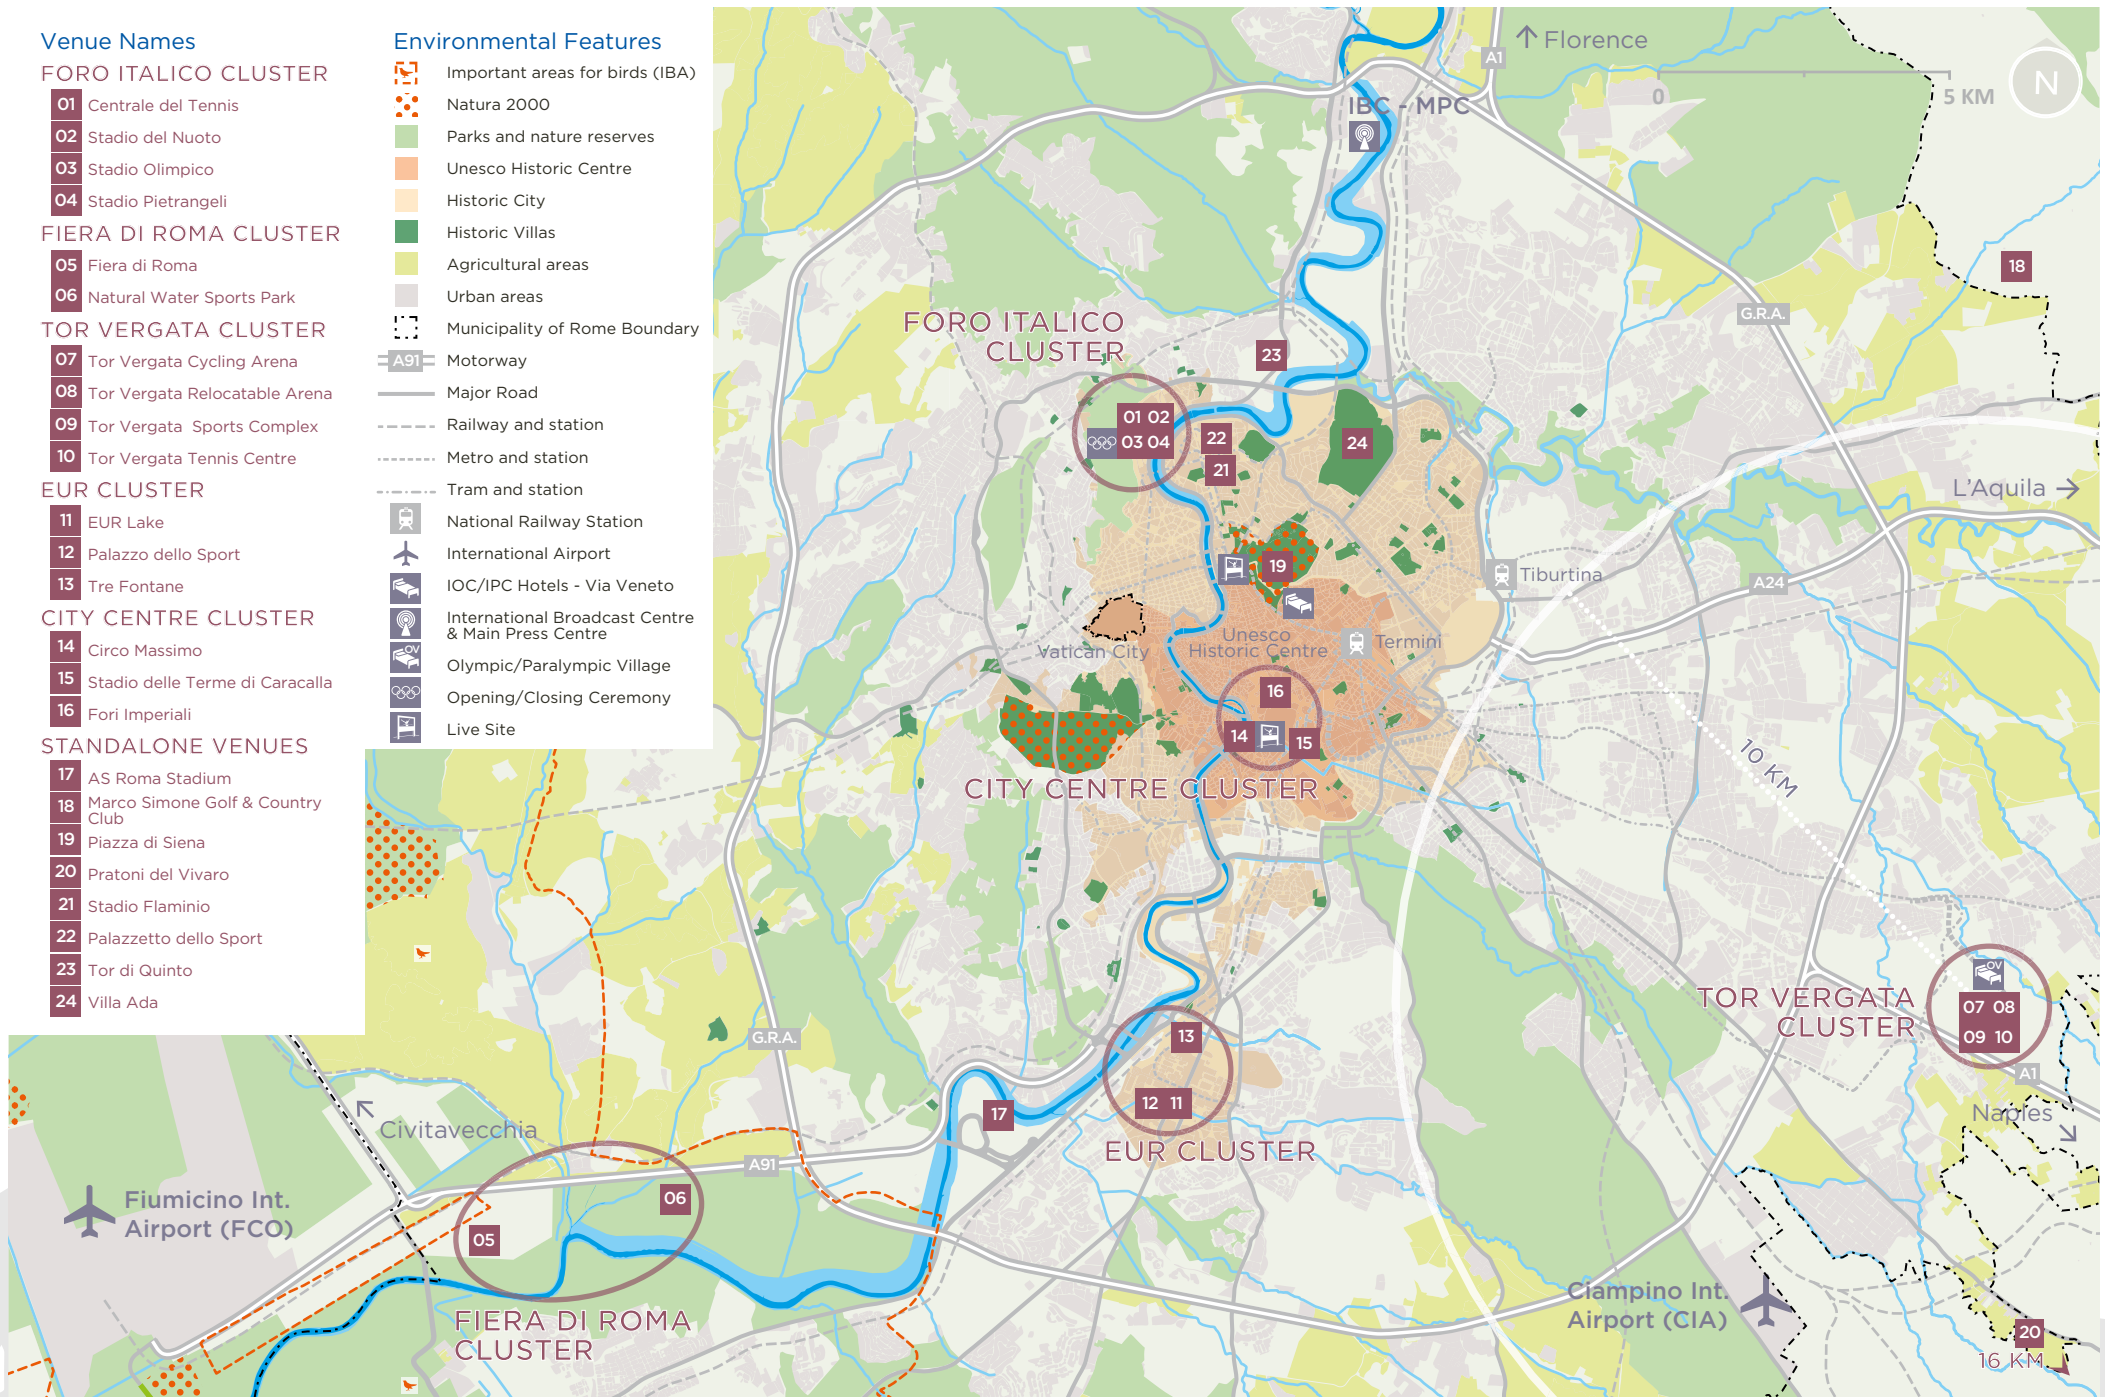 Venue Names
FORO ITALICO CLUSTER
01 Centrale del Tennis
02 Stadio del Nuoto
03 Stadio Olimpico
04 Stadio Pietrangeli
FIERA DI ROMA CLUSTER
05 Fiera di Roma
06 Natural Water Sports Park
TOR VERGATA CLUSTER
07 Tor Vergata Cycling Arena
08 Tor Vergata Relocatable Arena
09 Tor Vergata Sports Complex
10 Tor Vergata Tennis Centre
EUR CLUSTER
11 EUR Lake
12 Palazzo dello Sport
13 Tre Fontane
CITY CENTRE CLUSTER
14 Circo Massimo
15 Stadio delle Terme di Caracalla
16 Fori Imperiali
STANDALONE VENUES
17 AS Roma Stadium
18 Marco Simone Golf & Country
Club
19 Piazza di Siena
20 Pratoni del Vivaro
21 Stadio Flaminio
22 Palazzetto dello Sport
23 Tor di Quinto
24 Villa Ada
Environmental Features
Important areas for birds (IBA)
Natura 2000
Parks and nature reserves
Unesco Historic Centre
Historic City
Historic Villas
Agricultural areas
Urban areas
Municipality of Rome Boundary
A91 Motorway
Major Road
Railway and station
Metro and station
Tram and station
National Railway Station
International Airport
IOC/IPC Hotels - Via Veneto
International Broadcast Centre
& Main Press Centre
OV Olympic/Paralympic Village
Opening/Closing Ceremony
Live Site
Florence
A1
0 5 KM
N
IBC - MPC
18
G.R.A.
FORO ITALICO
CLUSTER
23
01 02
03 04
22
21
24
L'Aquila
19
Tiburtina
A24
Unesco
Historic Centre
Termini
Vatican City
16
14
15
10 KM
CITY CENTRE CLUSTER
OV
TOR VERGATA
CLUSTER
07 08
09 10
A1
Naples
G.R.A.
13
12 11
17
EUR CLUSTER
Civitavecchia
A91
Fiumicino Int.
Airport (FCO)
06
05
FIERA DI ROMA
CLUSTER
Ciampino Int.
Airport (CIA)
20
16 KM